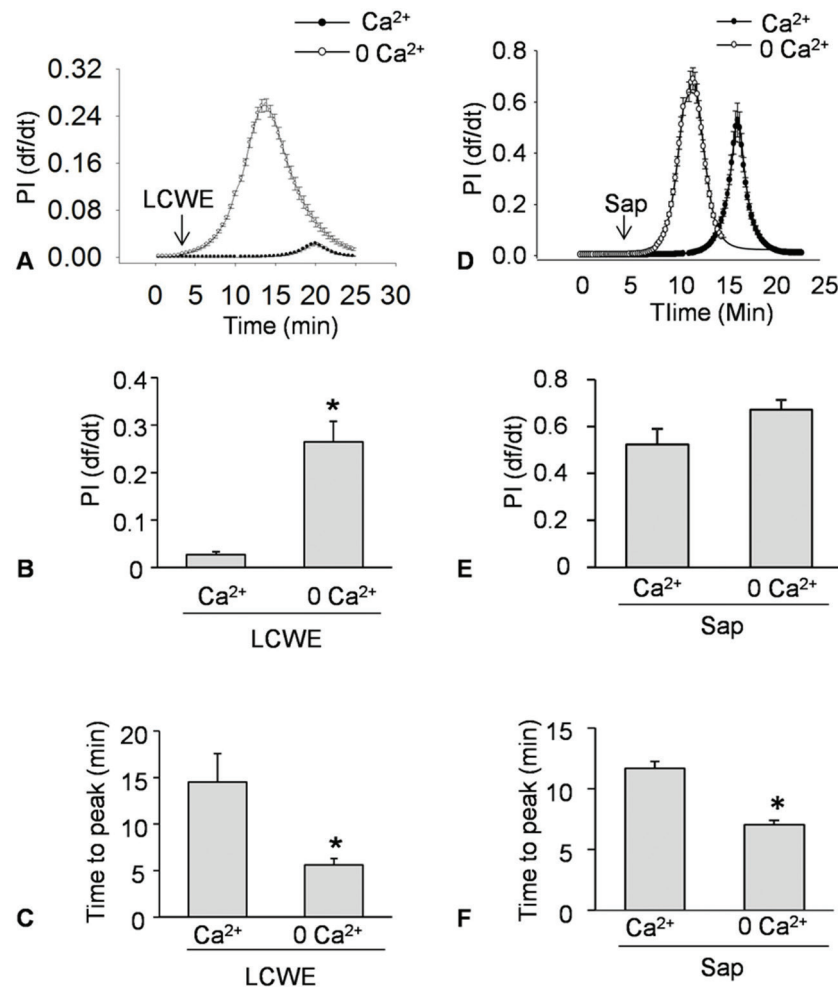 Ca²⁺
0 Ca²⁺
0.32
0.24
0.16
0.08
0.00
PI (df/dt)
LCWE
A
0 5 10 15 20 25 30
Time (min)
Ca²⁺
0 Ca²⁺
0.8
0.6
0.4
0.2
0.0
PI (df/dt)
Sap
D
0 5 10 15 20 25
TIime (Min)
0.4
0.3
0.2
0.1
0
PI (df/dt)
*
B
Ca²⁺ 0 Ca²⁺
LCWE
0.8
0.6
0.4
0.2
0
PI (df/dt)
E
Ca²⁺ 0 Ca²⁺
Sap
20
15
10
5
0
Time to peak (min)
*
C
Ca²⁺ 0 Ca²⁺
LCWE
15
10
5
0
Time to peak (min)
*
F
Ca²⁺ 0 Ca²⁺
Sap